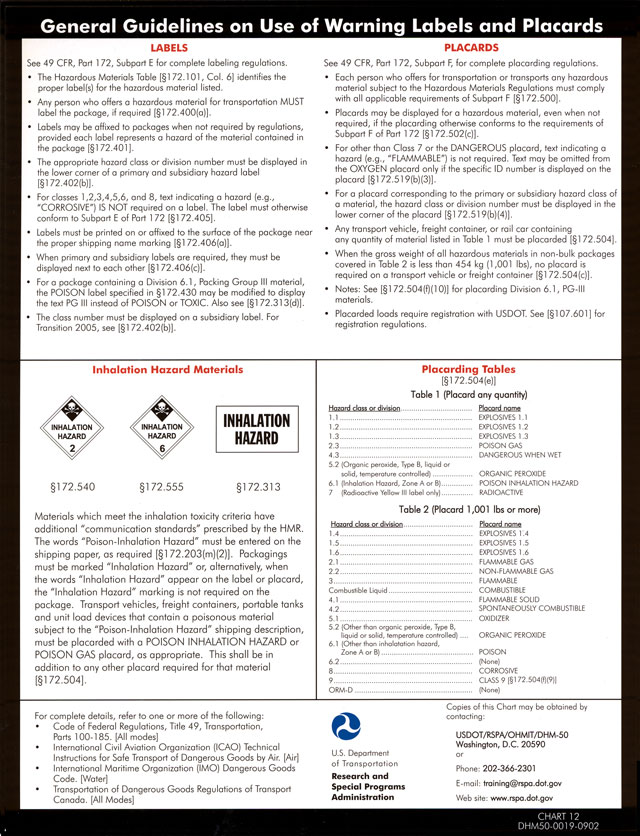 General Guidelines on Use of Warning Labels and Placards
LABELS
See 49 CFR, Part 172, Subpart E for complete labeling regulations.
• The Hazardous Materials Table [§172.101, Col. 6] identifies the
proper label(s) for the hazardous material listed.
• Any person who offers a hazardous material for transportation MUST
label the package, if required [§172.400(a)].
• Labels may be affixed to packages when not required by regulations,
provided each label represents a hazard of the material contained in
the package [§172.401].
• The appropriate hazard class or division number must be displayed in
the lower corner of a primary and subsidiary hazard label
[§172.402(b)].
• For classes 1,2,3,4,5,6, and 8, text indicating a hazard (e.g.,
"CORROSIVE") IS NOT required on a label. The label must otherwise
conform to Subpart E of Part 172 [§172.405].
• Labels must be printed on or affixed to the surface of the package near
the proper shipping name marking [§172.406(a)].
• When primary and subsidiary labels are required, they must be
displayed next to each other [§172.406(c)].
• For a package containing a Division 6.1, Packing Group III material,
the POISON label specified in §172.430 may be modified to display
the text PG III instead of POISON or TOXIC. Also see [§172.313(d)].
• The class number must be displayed on a subsidiary label. For
Transition 2005, see [§172.402(b)].
PLACARDS
See 49 CFR, Part 172, Subpart F, for complete placarding regulations.
• Each person who offers for transportation or transports any hazardous
material subject to the Hazardous Materials Regulations must comply
with all applicable requirements of Subpart F [§172.500].
• Placards may be displayed for a hazardous material, even when not
required, if the placarding otherwise conforms to the requirements of
Subpart F of Part 172 [§172.502(c)].
• For other than Class 7 or the DANGEROUS placard, text indicating a
hazard (e.g., "FLAMMABLE") is not required. Text may be omitted from
the OXYGEN placard only if the specific ID number is displayed on the
placard [§172.519(b)(3)].
• For a placard corresponding to the primary or subsidiary hazard class of
a material, the hazard class or division number must be displayed in the
lower corner of the placard [§172.519(b)(4)].
• Any transport vehicle, freight container, or rail car containing
any quantity of material listed in Table 1 must be placarded [§172.504].
• When the gross weight of all hazardous materials in non-bulk packages
covered in Table 2 is less than 454 kg (1,001 lbs), no placard is
required on a transport vehicle or freight container [§172.504(c)].
• Notes: See [§172.504(f)(10)] for placarding Division 6.1, PG-III
materials.
• Placarded loads require registration with USDOT. See [§107.601] for
registration regulations.
Inhalation Hazard Materials
INHALATION
HAZARD
2
INHALATION
HAZARD
6
INHALATION
HAZARD
§172.540 §172.555 §172.313
Materials which meet the inhalation toxicity criteria have
additional "communication standards" prescribed by the HMR.
The words "Poison-Inhalation Hazard" must be entered on the
shipping paper, as required [§172.203(m)(2)]. Packagings
must be marked "Inhalation Hazard" or, alternatively, when
the words "Inhalation Hazard" appear on the label or placard,
the "Inhalation Hazard" marking is not required on the
package. Transport vehicles, freight containers, portable tanks
and unit load devices that contain a poisonous material
subject to the "Poison-Inhalation Hazard" shipping description,
must be placarded with a POISON INHALATION HAZARD or
POISON GAS placard, as appropriate. This shall be in
addition to any other placard required for that material
[§172.504].
Placarding Tables
[§172.504(e)]
Table 1 (Placard any quantity)
Hazard class or division Placard name
1.1 EXPLOSIVES 1.1
1.2 EXPLOSIVES 1.2
1.3 EXPLOSIVES 1.3
2.3 POISON GAS
4.3 DANGEROUS WHEN WET
5.2 (Organic peroxide, Type B, liquid or
solid, temperature controlled) ORGANIC PEROXIDE
6.1 (Inhalation Hazard, Zone A or B) POISON INHALATION HAZARD
7 (Radioactive Yellow III label only) RADIOACTIVE
Table 2 (Placard 1,001 lbs or more)
Hazard class or division Placard name
1.4 EXPLOSIVES 1.4
1.5 EXPLOSIVES 1.5
1.6 EXPLOSIVES 1.6
2.1 FLAMMABLE GAS
2.2 NON-FLAMMABLE GAS
3 FLAMMABLE
Combustible Liquid COMBUSTIBLE
4.1 FLAMMABLE SOLID
4.2 SPONTANEOUSLY COMBUSTIBLE
5.1 OXIDIZER
5.2 (Other than organic peroxide, Type B,
liquid or solid, temperature controlled) ORGANIC PEROXIDE
6.1 (Other than inhalatation hazard,
Zone A or B) POISON
6.2 (None)
8 CORROSIVE
9 CLASS 9 [§172.504(f)(9)]
ORM-D (None)
For complete details, refer to one or more of the following:
• Code of Federal Regulations, Title 49, Transportation,
Parts 100-185. [All modes]
• International Civil Aviation Organization (ICAO) Technical
Instructions for Safe Transport of Dangerous Goods by Air. [Air]
• International Maritime Organization (IMO) Dangerous Goods
Code. [Water]
• Transportation of Dangerous Goods Regulations of Transport
Canada. [All Modes]
U.S. Department
of Transportation
Research and
Special Programs
Administration
Copies of this Chart may be obtained by
contacting:
USDOT/RSPA/OHMIT/DHM-50
Washington, D.C. 20590
or
Phone: 202-366-2301
E-mail: training@rspa.dot.gov
Web site: www.rspa.dot.gov
CHART 12
DHM50-0019-0902